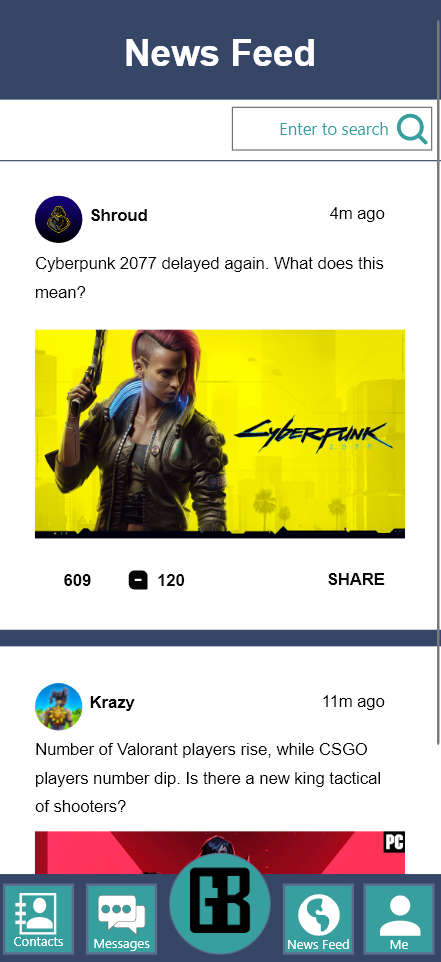 News Feed
Enter to search
Shroud
4m ago
Cyberpunk 2077 delayed again. What does this
mean?
CYBERPUNK
2077
609
120
SHARE
Krazy
11m ago
Number of Valorant players rise, while CSGO
players number dip. Is there a new king tactical
of shooters?
PC
GB
Contacts
Messages
News Feed
Me